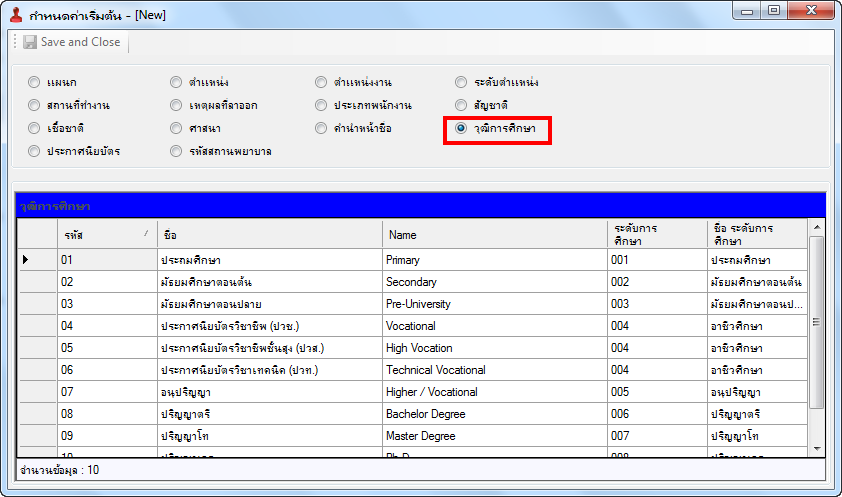 กำหนดค่าเริ่มต้น - [New]
Save and Close
แผนก ตำแหน่ง ตำแหน่งงาน ระดับตำแหน่ง
สถานที่ทำงาน เหตุผลที่ลาออก ประเภทพนักงาน สัญชาติ
เชื้อชาติ ศาสนา คำนำหน้าชื่อ วุฒิการศึกษา
ประกาศนียบัตร รหัสสถานพยาบาล
วุฒิการศึกษา
รหัส ชื่อ Name ระดับการ ชื่อ ระดับการ
ศึกษา ศึกษา
01 ประถมศึกษา Primary 001 ประถมศึกษา
02 มัธยมศึกษาตอนต้น Secondary 002 มัธยมศึกษาตอนต้น
03 มัธยมศึกษาตอนปลาย Pre-University 003 มัธยมศึกษาตอนป...
04 ประกาศนียบัตรวิชาชีพ (ปวช.) Vocational 004 อาชีวศึกษา
05 ประกาศนียบัตรวิชาชีพชั้นสูง (ปวส.) High Vocation 004 อาชีวศึกษา
06 ประกาศนียบัตรวิชาเทคนิค (ปวท.) Technical Vocational 004 อาชีวศึกษา
07 อนุปริญญา Higher / Vocational 005 อนุปริญญา
08 ปริญญาตรี Bachelor Degree 006 ปริญญาตรี
09 ปริญญาโท Master Degree 007 ปริญญาโท
จำนวนข้อมูล : 10